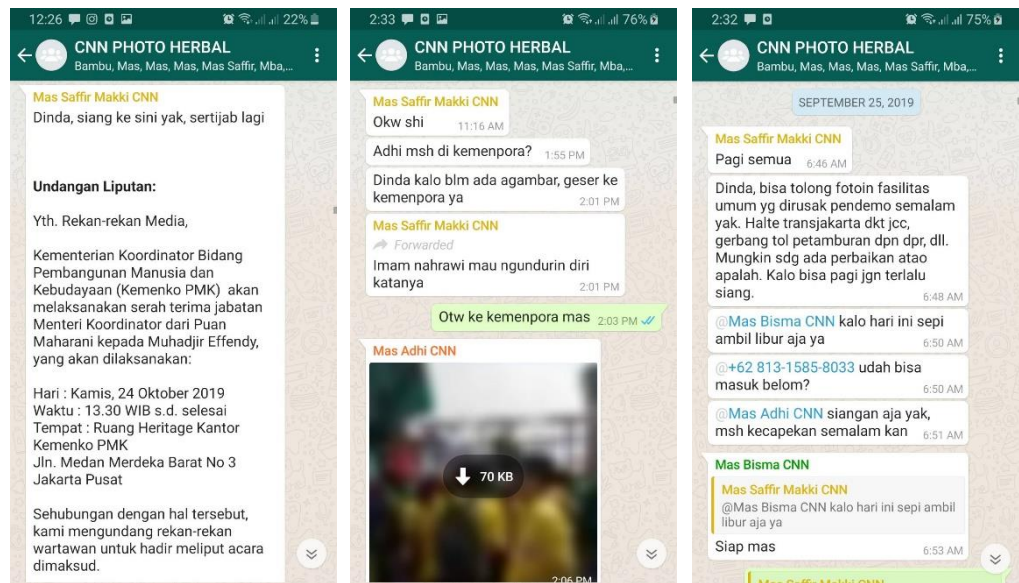 12:26 22%
CNN PHOTO HERBAL
Bambu, Mas, Mas, Mas, Mas Saffir, Mba,...
Mas Saffir Makki CNN
Dinda, siang ke sini yak, sertijab lagi
Undangan Liputan:
Yth. Rekan-rekan Media,
Kementerian Koordinator Bidang
Pembangunan Manusia dan
Kebudayaan (Kemenko PMK) akan
melaksanakan serah terima jabatan
Menteri Koordinator dari Puan
Maharani kepada Muhadjir Effendy,
yang akan dilaksanakan:
Hari : Kamis, 24 Oktober 2019
Waktu : 13.30 WIB s.d. selesai
Tempat : Ruang Heritage Kantor
Kemenko PMK
Jln. Medan Merdeka Barat No 3
Jakarta Pusat
Sehubungan dengan hal tersebut,
kami mengundang rekan-rekan
wartawan untuk hadir meliput acara
dimaksud.
2:33 76%
CNN PHOTO HERBAL
Bambu, Mas, Mas, Mas, Mas Saffir, Mba,...
Mas Saffir Makki CNN
Okw shi 11:16 AM
Adhi msh di kemenpora? 1:55 PM
Dinda kalo blm ada agambar, geser ke
kemenpora ya 2:01 PM
Mas Saffir Makki CNN
Forwarded
Imam nahrawi mau ngundurin diri
katanya 2:01 PM
Otw ke kemenpora mas 2:03 PM
Mas Adhi CNN
70 KB
2:06 PM
2:32 75%
CNN PHOTO HERBAL
Bambu, Mas, Mas, Mas, Mas Saffir, Mba,...
SEPTEMBER 25, 2019
Mas Saffir Makki CNN
Pagi semua 6:46 AM
Dinda, bisa tolong fotoin fasilitas
umum yg dirusak pendemo semalam
yak. Halte transjakarta dkt jcc,
gerbang tol petamburan dpn dpr, dll.
Mungkin sdg ada perbaikan atao
apalah. Kalo bisa pagi jgn terlalu
siang. 6:48 AM
@Mas Bisma CNN kalo hari ini sepi
ambil libur aja ya 6:50 AM
@+62 813-1585-8033 udah bisa
masuk belom? 6:50 AM
@Mas Adhi CNN siangan aja yak,
msh kecapekan semalam kan 6:51 AM
Mas Bisma CNN
Mas Saffir Makki CNN
@Mas Bisma CNN kalo hari ini sepi ambil
libur aja ya
Siap mas 6:53 AM
Mas Saffir Makki CNN